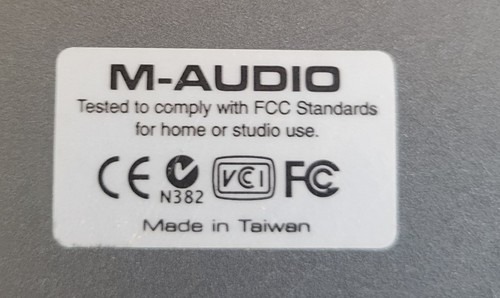 M-AUDIO
Tested to comply with FCC Standards
for home or studio use.
CE N382 VCI FC
Made in Taiwan